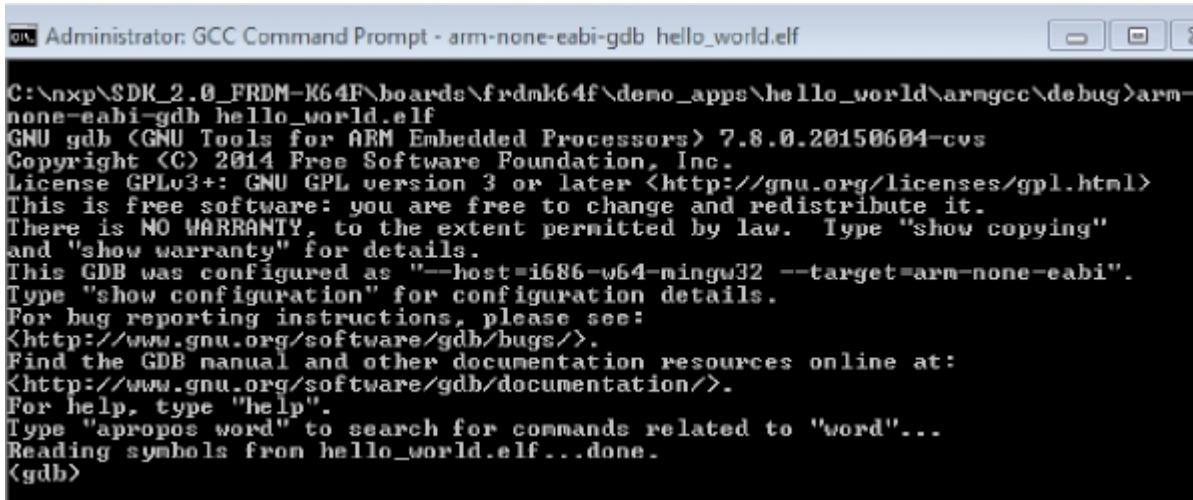 Administrator: GCC Command Prompt - arm-none-eabi-gdb hello_world.elf
C:\nxp\SDK_2.0_FRDM-K64F\boards\frdmk64f\demo_apps\hello_world\armgcc\debug>arm-
none-eabi-gdb hello_world.elf
GNU gdb (GNU Tools for ARM Embedded Processors) 7.8.0.20150604-cvs
Copyright (C) 2014 Free Software Foundation, Inc.
License GPLv3+: GNU GPL version 3 or later <http://gnu.org/licenses/gpl.html>
This is free software: you are free to change and redistribute it.
There is NO WARRANTY, to the extent permitted by law.  Type "show copying"
and "show warranty" for details.
This GDB was configured as "--host=i686-w64-mingw32 --target=arm-none-eabi".
Type "show configuration" for configuration details.
For bug reporting instructions, please see:
<http://www.gnu.org/software/gdb/bugs/>.
Find the GDB manual and other documentation resources online at:
<http://www.gnu.org/software/gdb/documentation/>.
For help, type "help".
Type "apropos word" to search for commands related to "word"...
Reading symbols from hello_world.elf...done.
(gdb)